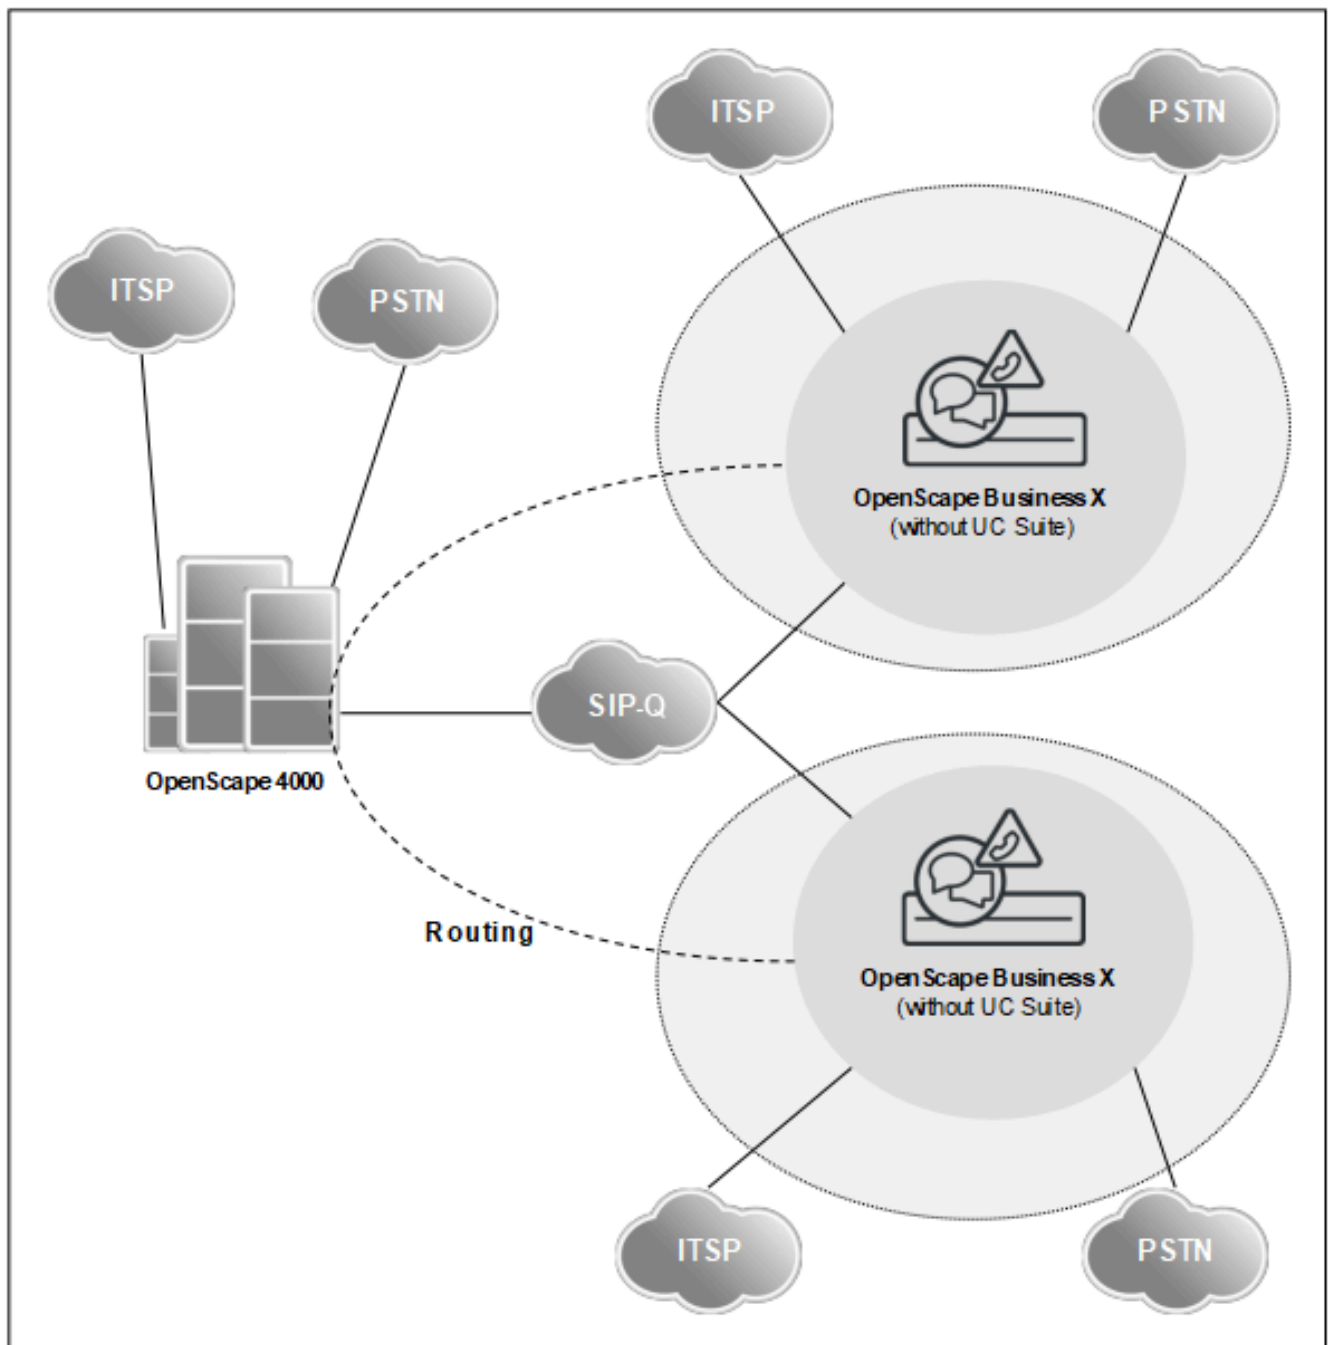 ITSP
PSTN
ITSP
PSTN
OpenScape Business X
(without UC Suite)
SIP-Q
OpenScape 4000
Routing
OpenScape Business X
(without UC Suite)
ITSP
PSTN